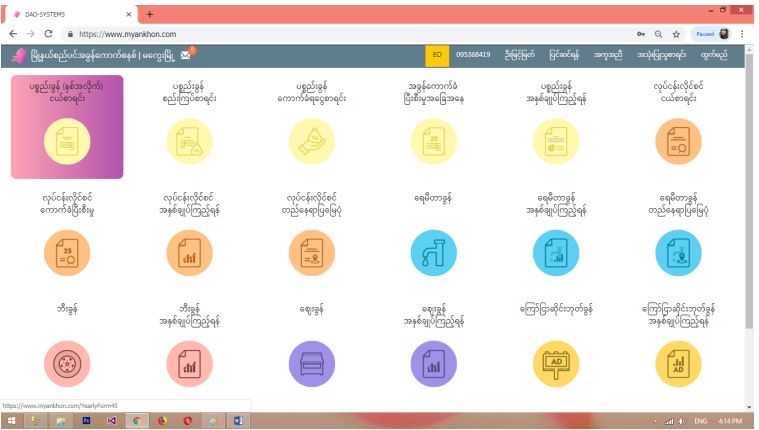 DAO-SYSTEMS
https://www.myankhon.com
Paused
မြို့နယ်စည်ပင်အခွန်ကောက်စနစ် | မကွေးမြို့
EO 095368419 ဦးမြင့်မြတ် ပြင်ဆင်ရန် အကူအညီ အသုံးပြုသူစာရင်း ထွက်မည်
ပစ္စည်းခွန် (နှစ်အလိုက်)
ငယ်စာရင်း
ပစ္စည်းခွန်
စည်းကြပ်စာရင်း
ပစ္စည်းခွန်
ကောက်ခံရငွေစာရင်း
အခွန်ကောက်ခံ
ပြီးစီးမှုအခြေအနေ
25
ပစ္စည်းခွန်
အနှစ်ချုပ်ကြည့်ရန်
လုပ်ငန်းလိုင်စင်
ငယ်စာရင်း
လုပ်ငန်းလိုင်စင်
ကောက်ခံပြီးစီးမှု
25
လုပ်ငန်းလိုင်စင်
အနှစ်ချုပ်ကြည့်ရန်
လုပ်ငန်းလိုင်စင်
တည်နေရာပြမြေပုံ
ရေမီတာခွန်
ရေမီတာခွန်
အနှစ်ချုပ်ကြည့်ရန်
ရေမီတာခွန်
တည်နေရာပြမြေပုံ
ဘီးခွန်
ဘီးခွန်
အနှစ်ချုပ်ကြည့်ရန်
ဈေးခွန်
ဈေးခွန်
အနှစ်ချုပ်ကြည့်ရန်
ကြော်ငြာဆိုင်းဘုတ်ခွန်
AD
ကြော်ငြာဆိုင်းဘုတ်ခွန်
အနှစ်ချုပ်ကြည့်ရန်
AD
https://www.myankhon.com/YearlyForm45
ENG 4:14 PM